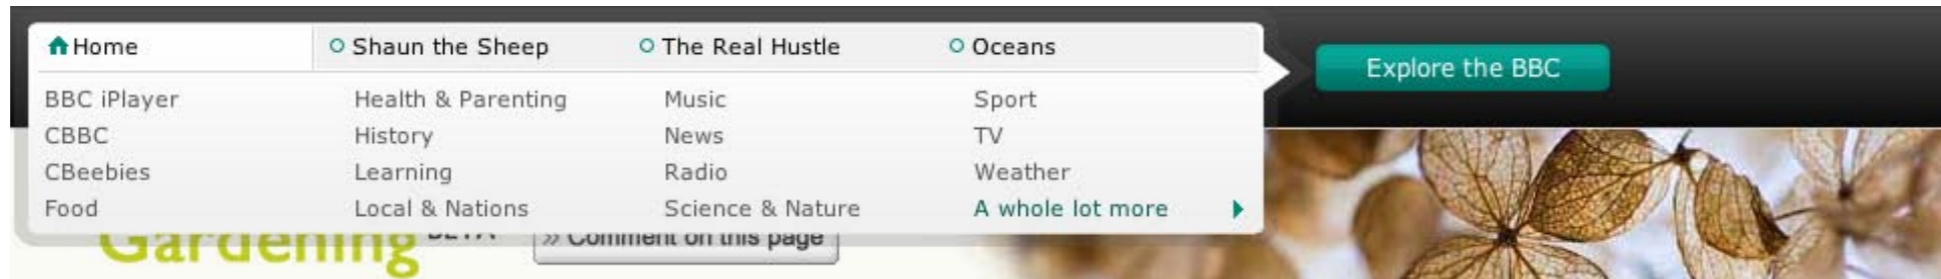 Home Shaun the Sheep The Real Hustle Oceans
Explore the BBC
BBC iPlayer Health & Parenting Music Sport
CBBC History News TV
CBeebies Learning Radio Weather
Food Local & Nations Science & Nature A whole lot more
Gardening BETA » Comment on this page